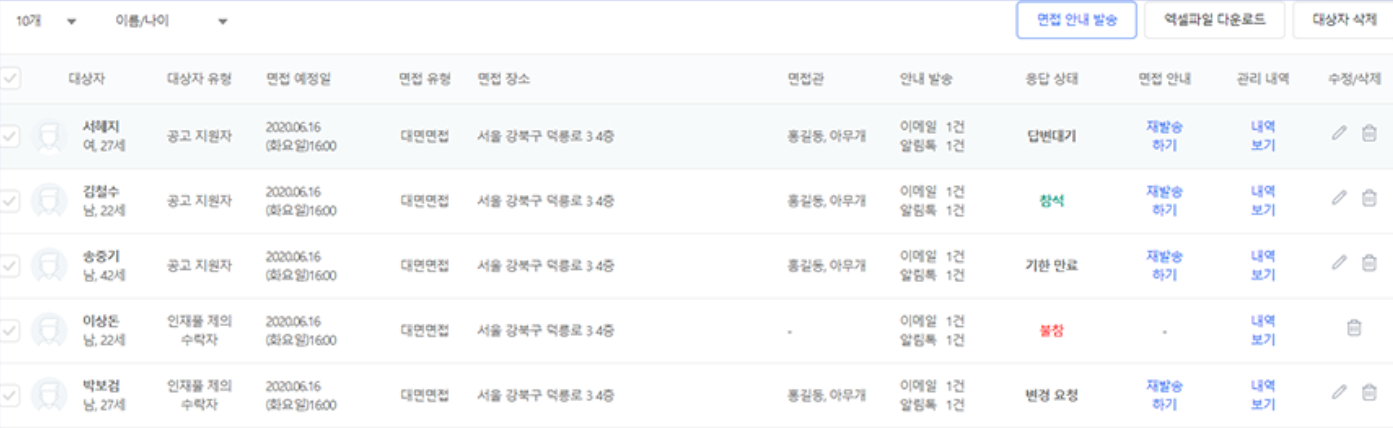 10개 이름/나이 면접 안내 발송 엑셀파일 다운로드 대상자 삭제
대상자 대상자 유형 면접 예정일 면접 유형 면접 장소 면접관 안내 발송 응답 상태 면접 안내 관리 내역 수정/삭제
서혜지 2020.06.16 이메일 1건 재발송 내역
여, 27세 공고 지원자 (화요일)16:00 대면면접 서울 강북구 덕릉로 3 4층 홍길동, 아무개 알림톡 1건 답변대기 하기 보기
김철수 2020.06.16 이메일 1건 재발송 내역
남, 22세 공고 지원자 (화요일)16:00 대면면접 서울 강북구 덕릉로 3 4층 홍길동, 아무개 알림톡 1건 참석 하기 보기
송중기 2020.06.16 이메일 1건 재발송 내역
남, 42세 공고 지원자 (화요일)16:00 대면면접 서울 강북구 덕릉로 3 4층 홍길동, 아무개 알림톡 1건 기한 만료 하기 보기
이상돈 인재풀 제의 2020.06.16 이메일 1건 내역
남, 22세 수락자 (화요일)16:00 대면면접 서울 강북구 덕릉로 3 4층 - 알림톡 1건 불참 - 보기
박보검 인재풀 제의 2020.06.16 이메일 1건 재발송 내역
남, 27세 수락자 (화요일)16:00 대면면접 서울 강북구 덕릉로 3 4층 홍길동, 아무개 알림톡 1건 변경 요청 하기 보기